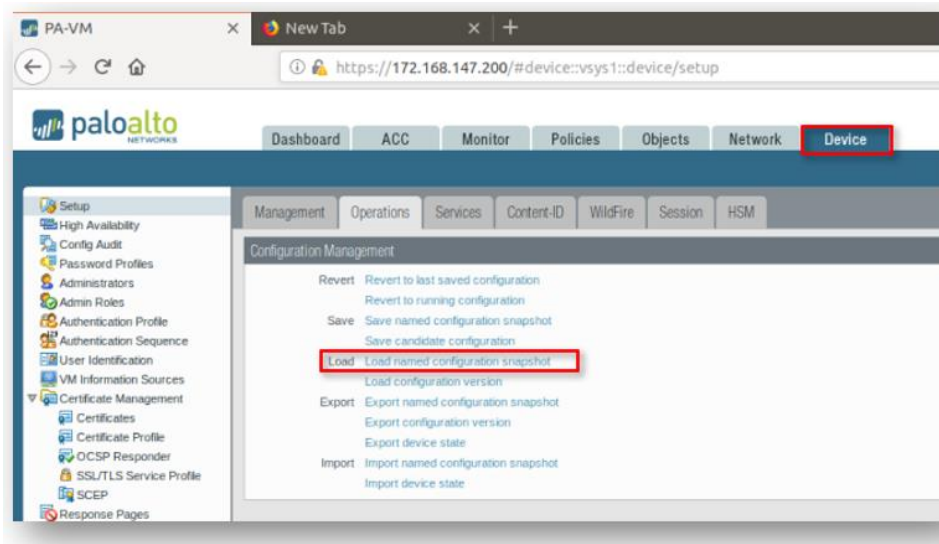 PA-VM
New Tab
https://172.168.147.200/#device::vsys1::device/setup
paloalto
NETWORKS
Dashboard ACC Monitor Policies Objects Network Device
Setup
High Availability
Config Audit
Password Profiles
Administrators
Admin Roles
Authentication Profile
Authentication Sequence
User Identification
VM Information Sources
Certificate Management
Certificates
Certificate Profile
OCSP Responder
SSL/TLS Service Profile
SCEP
Response Pages
Management Operations Services Content-ID WildFire Session HSM
Configuration Management
Revert Revert to last saved configuration
Revert to running configuration
Save Save named configuration snapshot
Save candidate configuration
Load Load named configuration snapshot
Load configuration version
Export Export named configuration snapshot
Export configuration version
Export device state
Import Import named configuration snapshot
Import device state